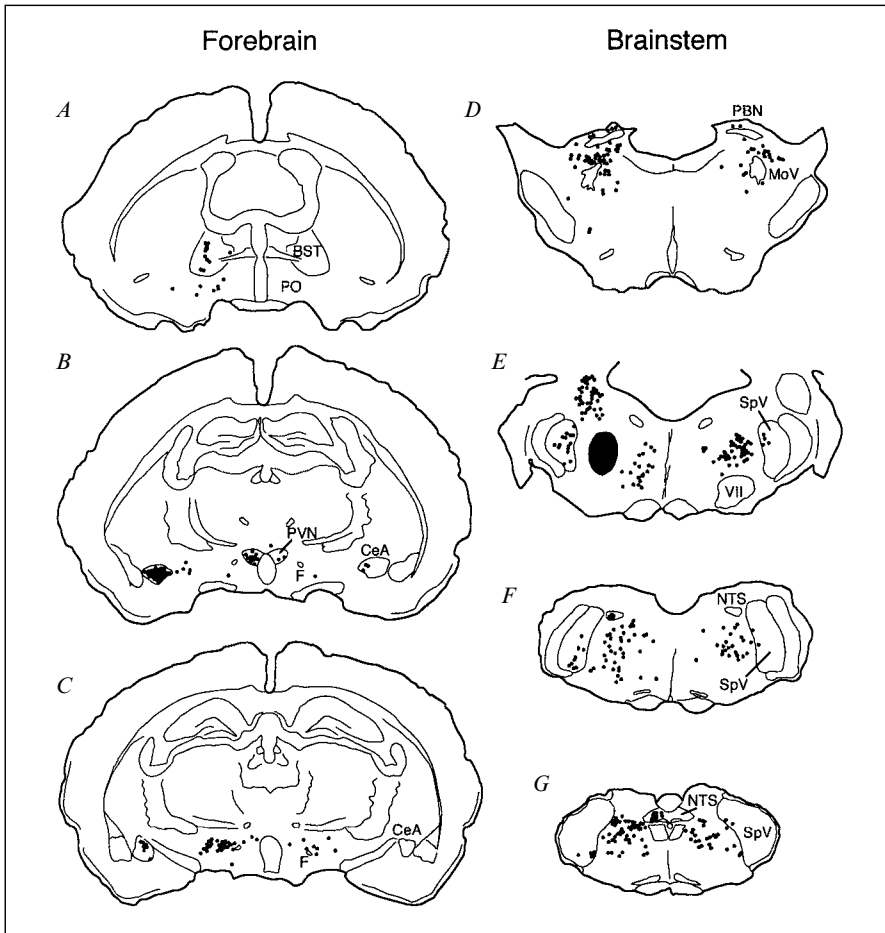 Forebrain
Brainstem
A
BST
PO
B
PVN
CeA
F
C
CeA
F
D
PBN
MoV
E
SpV
VII
F
NTS
SpV
G
NTS
SpV